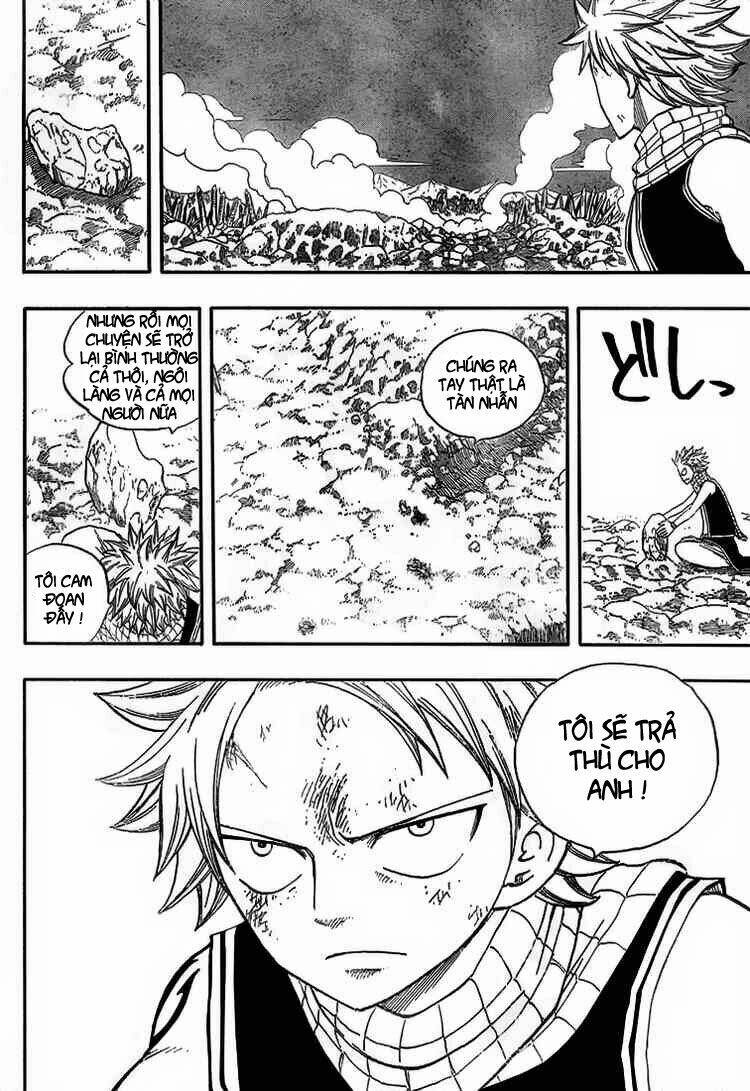 どしっ
CHÚNG RA
TAY THẬT LÀ
TÀN NHẪN
NHƯNG RỒI MỌI
CHUYỆN SẼ TRỞ
LẠI BÌNH THƯỜNG
CẢ THÔI, NGÔI
LÀNG VÀ CẢ MỌI
NGƯỜI NỮA
TÔI CAM
ĐOAN
ĐẤY !
TÔI SẼ TRẢ
THÙ CHO
ANH !